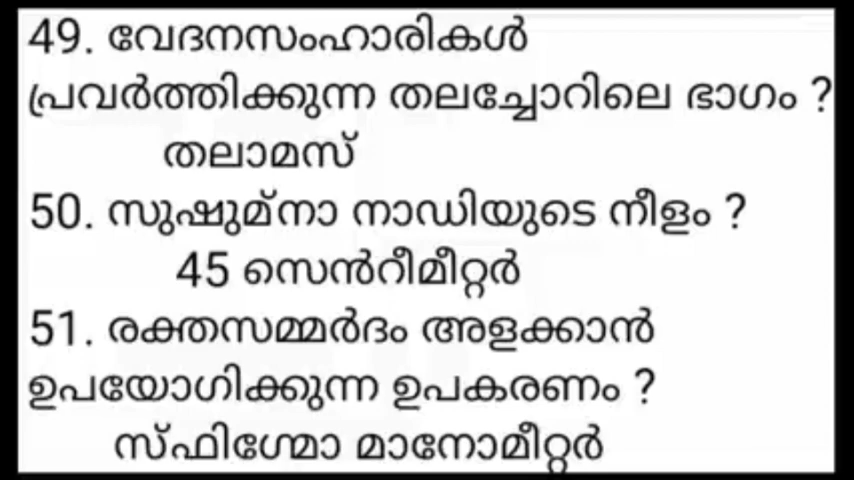 49. വേദനസംഹാരികൾ
പ്രവർത്തിക്കുന്ന തലച്ചോറിലെ ഭാഗം ?
തലാമസ്
50. സുഷുമ്നാ നാഡിയുടെ നീളം ?
45 സെൻറീമീറ്റർ
51. രക്തസമ്മർദം അളക്കാൻ
ഉപയോഗിക്കുന്ന ഉപകരണം ?
സ്ഫിഗ്മോ മാനോമീറ്റർ